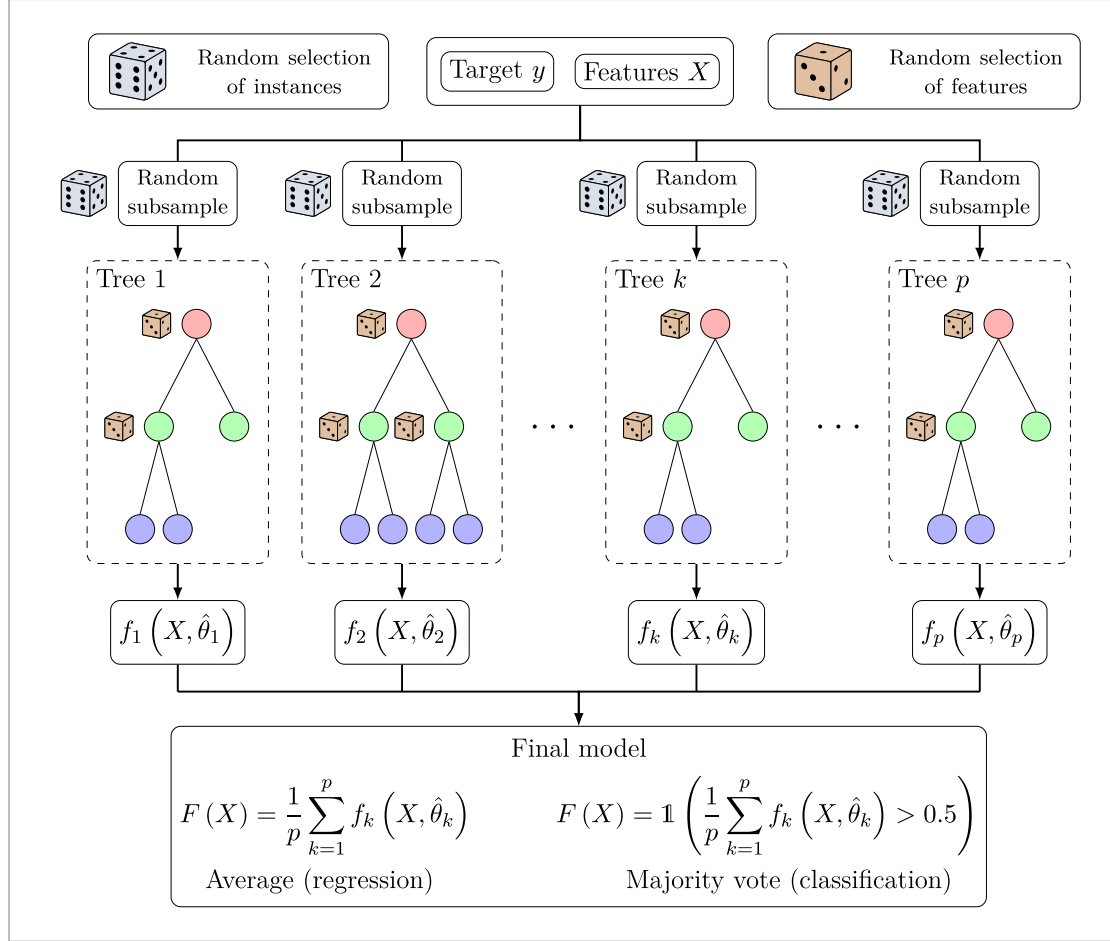 Random selection
of instances
Target y
Features X
Random selection
of features
Random
subsample
Random
subsample
Random
subsample
Random
subsample
Tree 1
Tree 2
Tree k
Tree p
. . .
. . .
f₁ (X, θ̂₁)
f₂ (X, θ̂₂)
fₖ (X, θ̂ₖ)
fₚ (X, θ̂ₚ)
Final model
F (X) = 1/p ∑ₖ₌₁ᵖ fₖ (X, θ̂ₖ)
F (X) = 𝟙 (1/p ∑ₖ₌₁ᵖ fₖ (X, θ̂ₖ) > 0.5)
Average (regression)
Majority vote (classification)